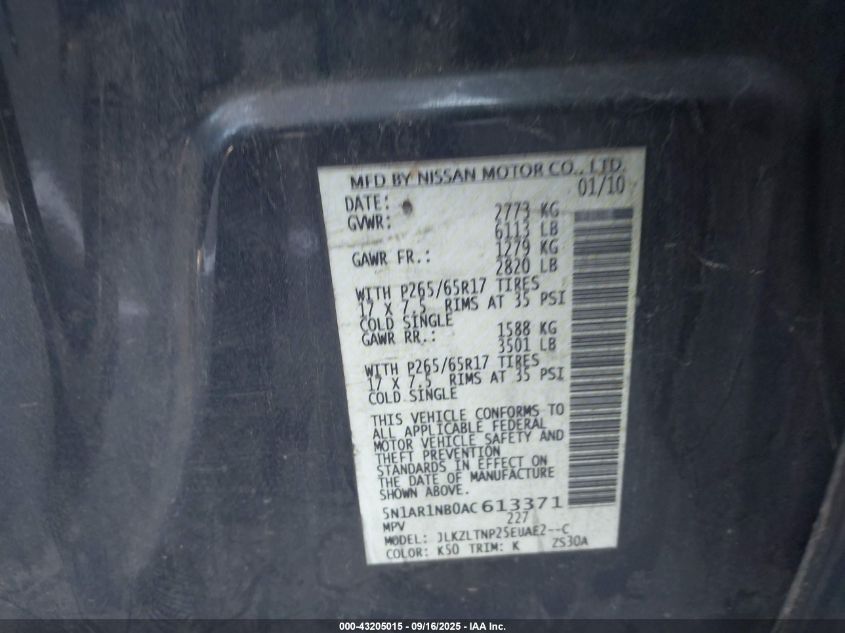 MFD BY NISSAN MOTOR CO., LTD.
DATE: 01/10
GVWR: 2773 KG
6113 LB
GAWR FR.: 1279 KG
2820 LB
WITH P265/65R17 TIRES
17 X 7.5 RIMS AT 35 PSI
COLD SINGLE
GAWR RR.: 1588 KG
3501 LB
WITH P265/65R17 TIRES
17 X 7.5 RIMS AT 35 PSI
COLD SINGLE
THIS VEHICLE CONFORMS TO
ALL APPLICABLE FEDERAL
MOTOR VEHICLE SAFETY AND
THEFT PREVENTION
STANDARDS IN EFFECT ON
THE DATE OF MANUFACTURE
SHOWN ABOVE.
5N1AR1NB0AC613371
MPV 227
MODEL: JLKZLTNP25EUAE2--C
COLOR: K50 TRIM: K ZS30A
000-43205015 - 09/16/2025 - IAA Inc.